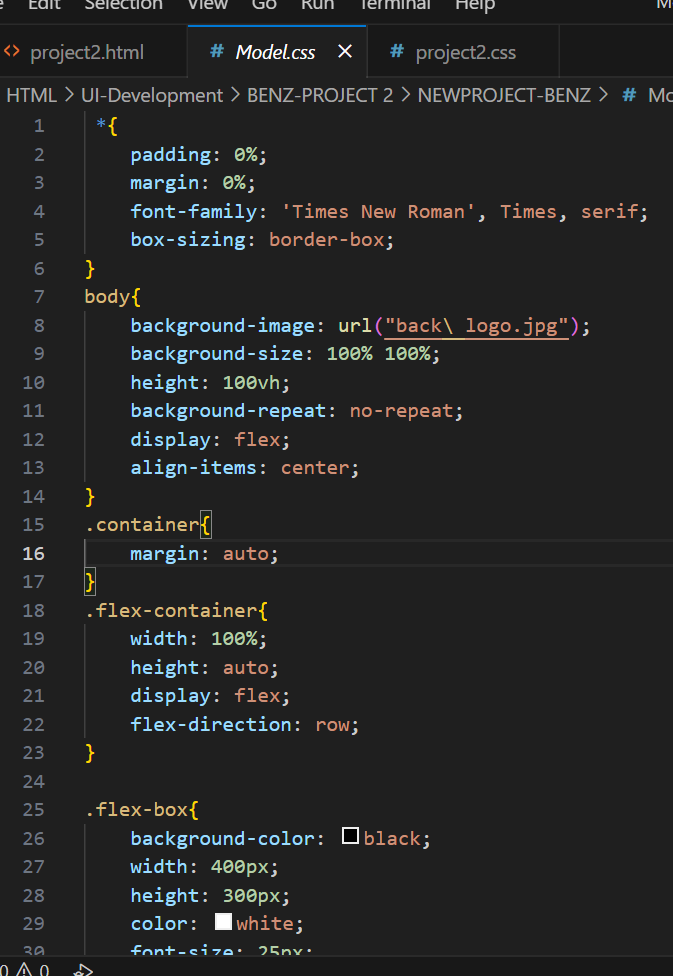 Edit Selection View Go Run Terminal Help
<> project2.html # Model.css × # project2.css
HTML > UI-Development > BENZ-PROJECT 2 > NEWPROJECT-BENZ > #
1 *{
2 padding: 0%;
3 margin: 0%;
4 font-family: 'Times New Roman', Times, serif;
5 box-sizing: border-box;
6 }
7 body{
8 background-image: url("back\ logo.jpg");
9 background-size: 100% 100%;
10 height: 100vh;
11 background-repeat: no-repeat;
12 display: flex;
13 align-items: center;
14 }
15 .container{
16 margin: auto;
17 }
18 .flex-container{
19 width: 100%;
20 height: auto;
21 display: flex;
22 flex-direction: row;
23 }
24
25 .flex-box{
26 background-color: black;
27 width: 400px;
28 height: 300px;
29 color: white;
30 font-size: 25px;
0 0